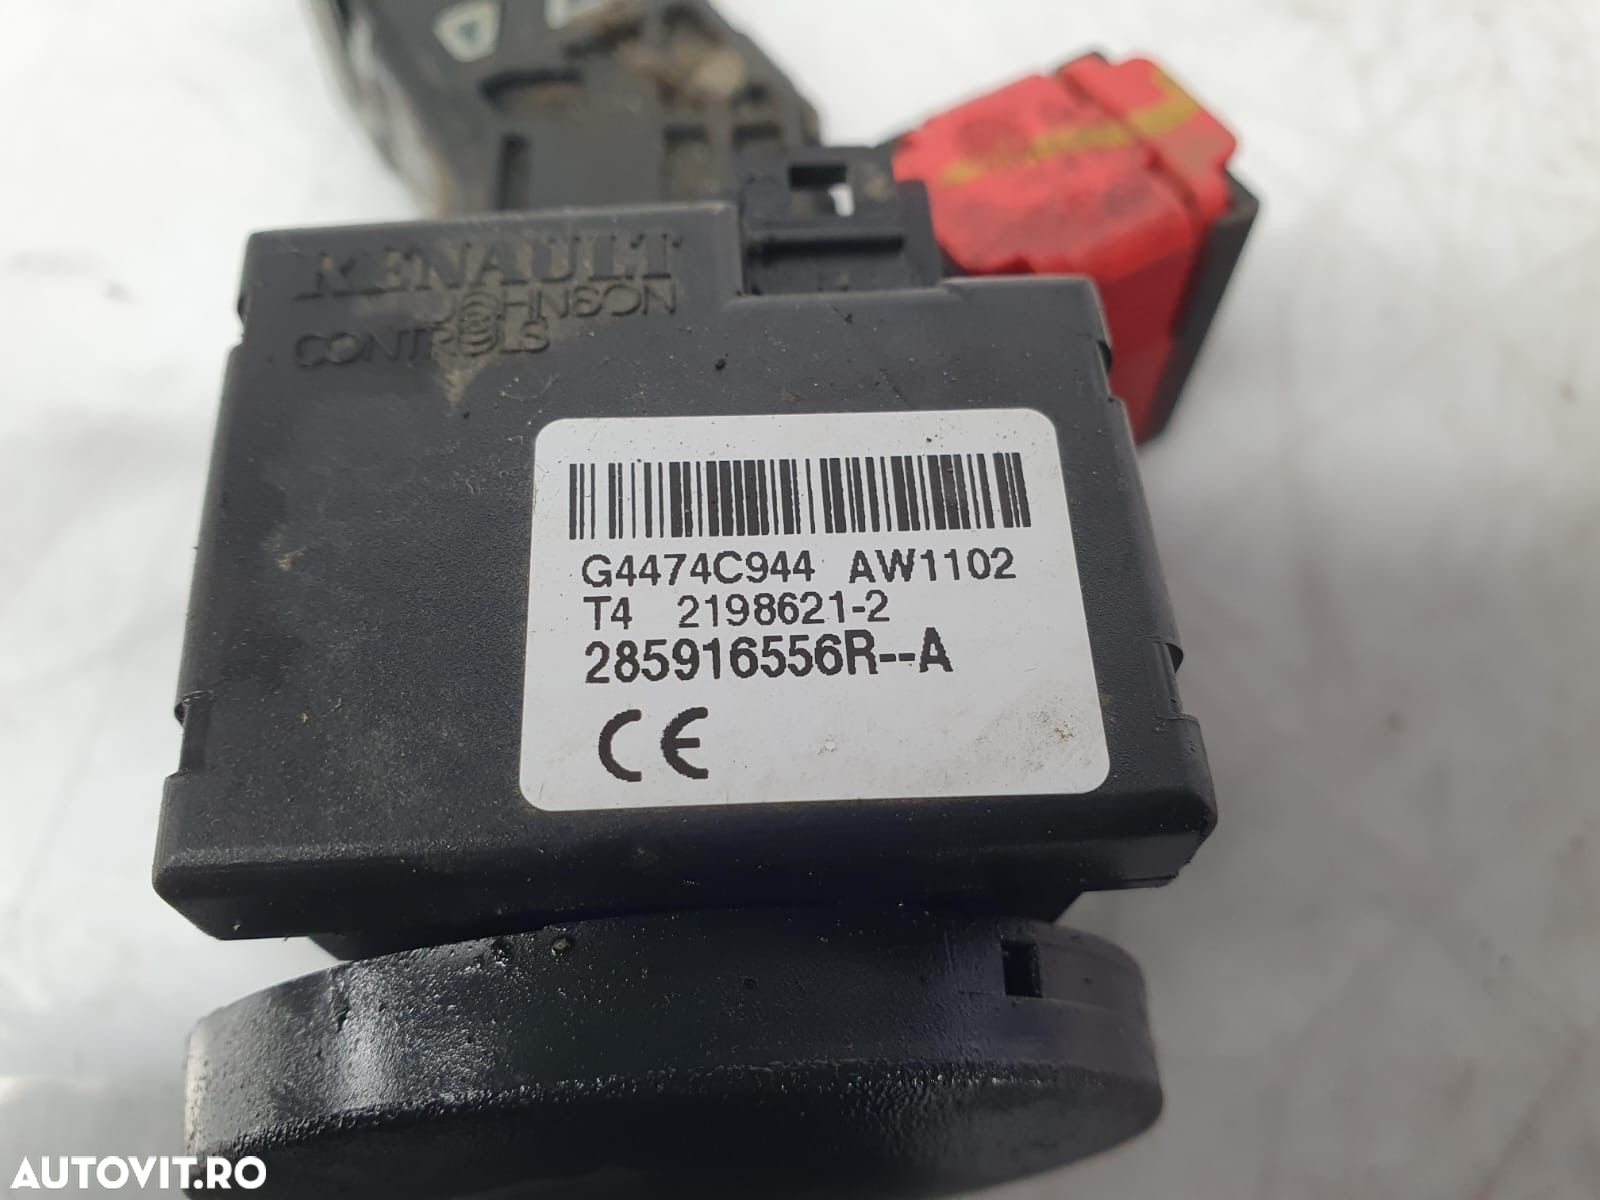 RENAULT
JOHNSON
CONTROLS
G4474C944 AW1102
T4 2198621-2
285916556R--A
CE
AUTOVIT.RO